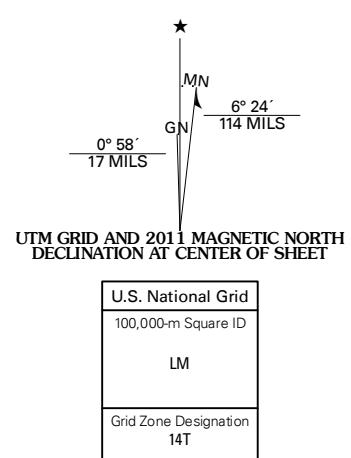 ★
MN
GN
6° 24´
114 MILS
0° 58´
17 MILS
UTM GRID AND 2011 MAGNETIC NORTH
DECLINATION AT CENTER OF SHEET
U.S. National Grid
100,000-m Square ID
LM
Grid Zone Designation
14T